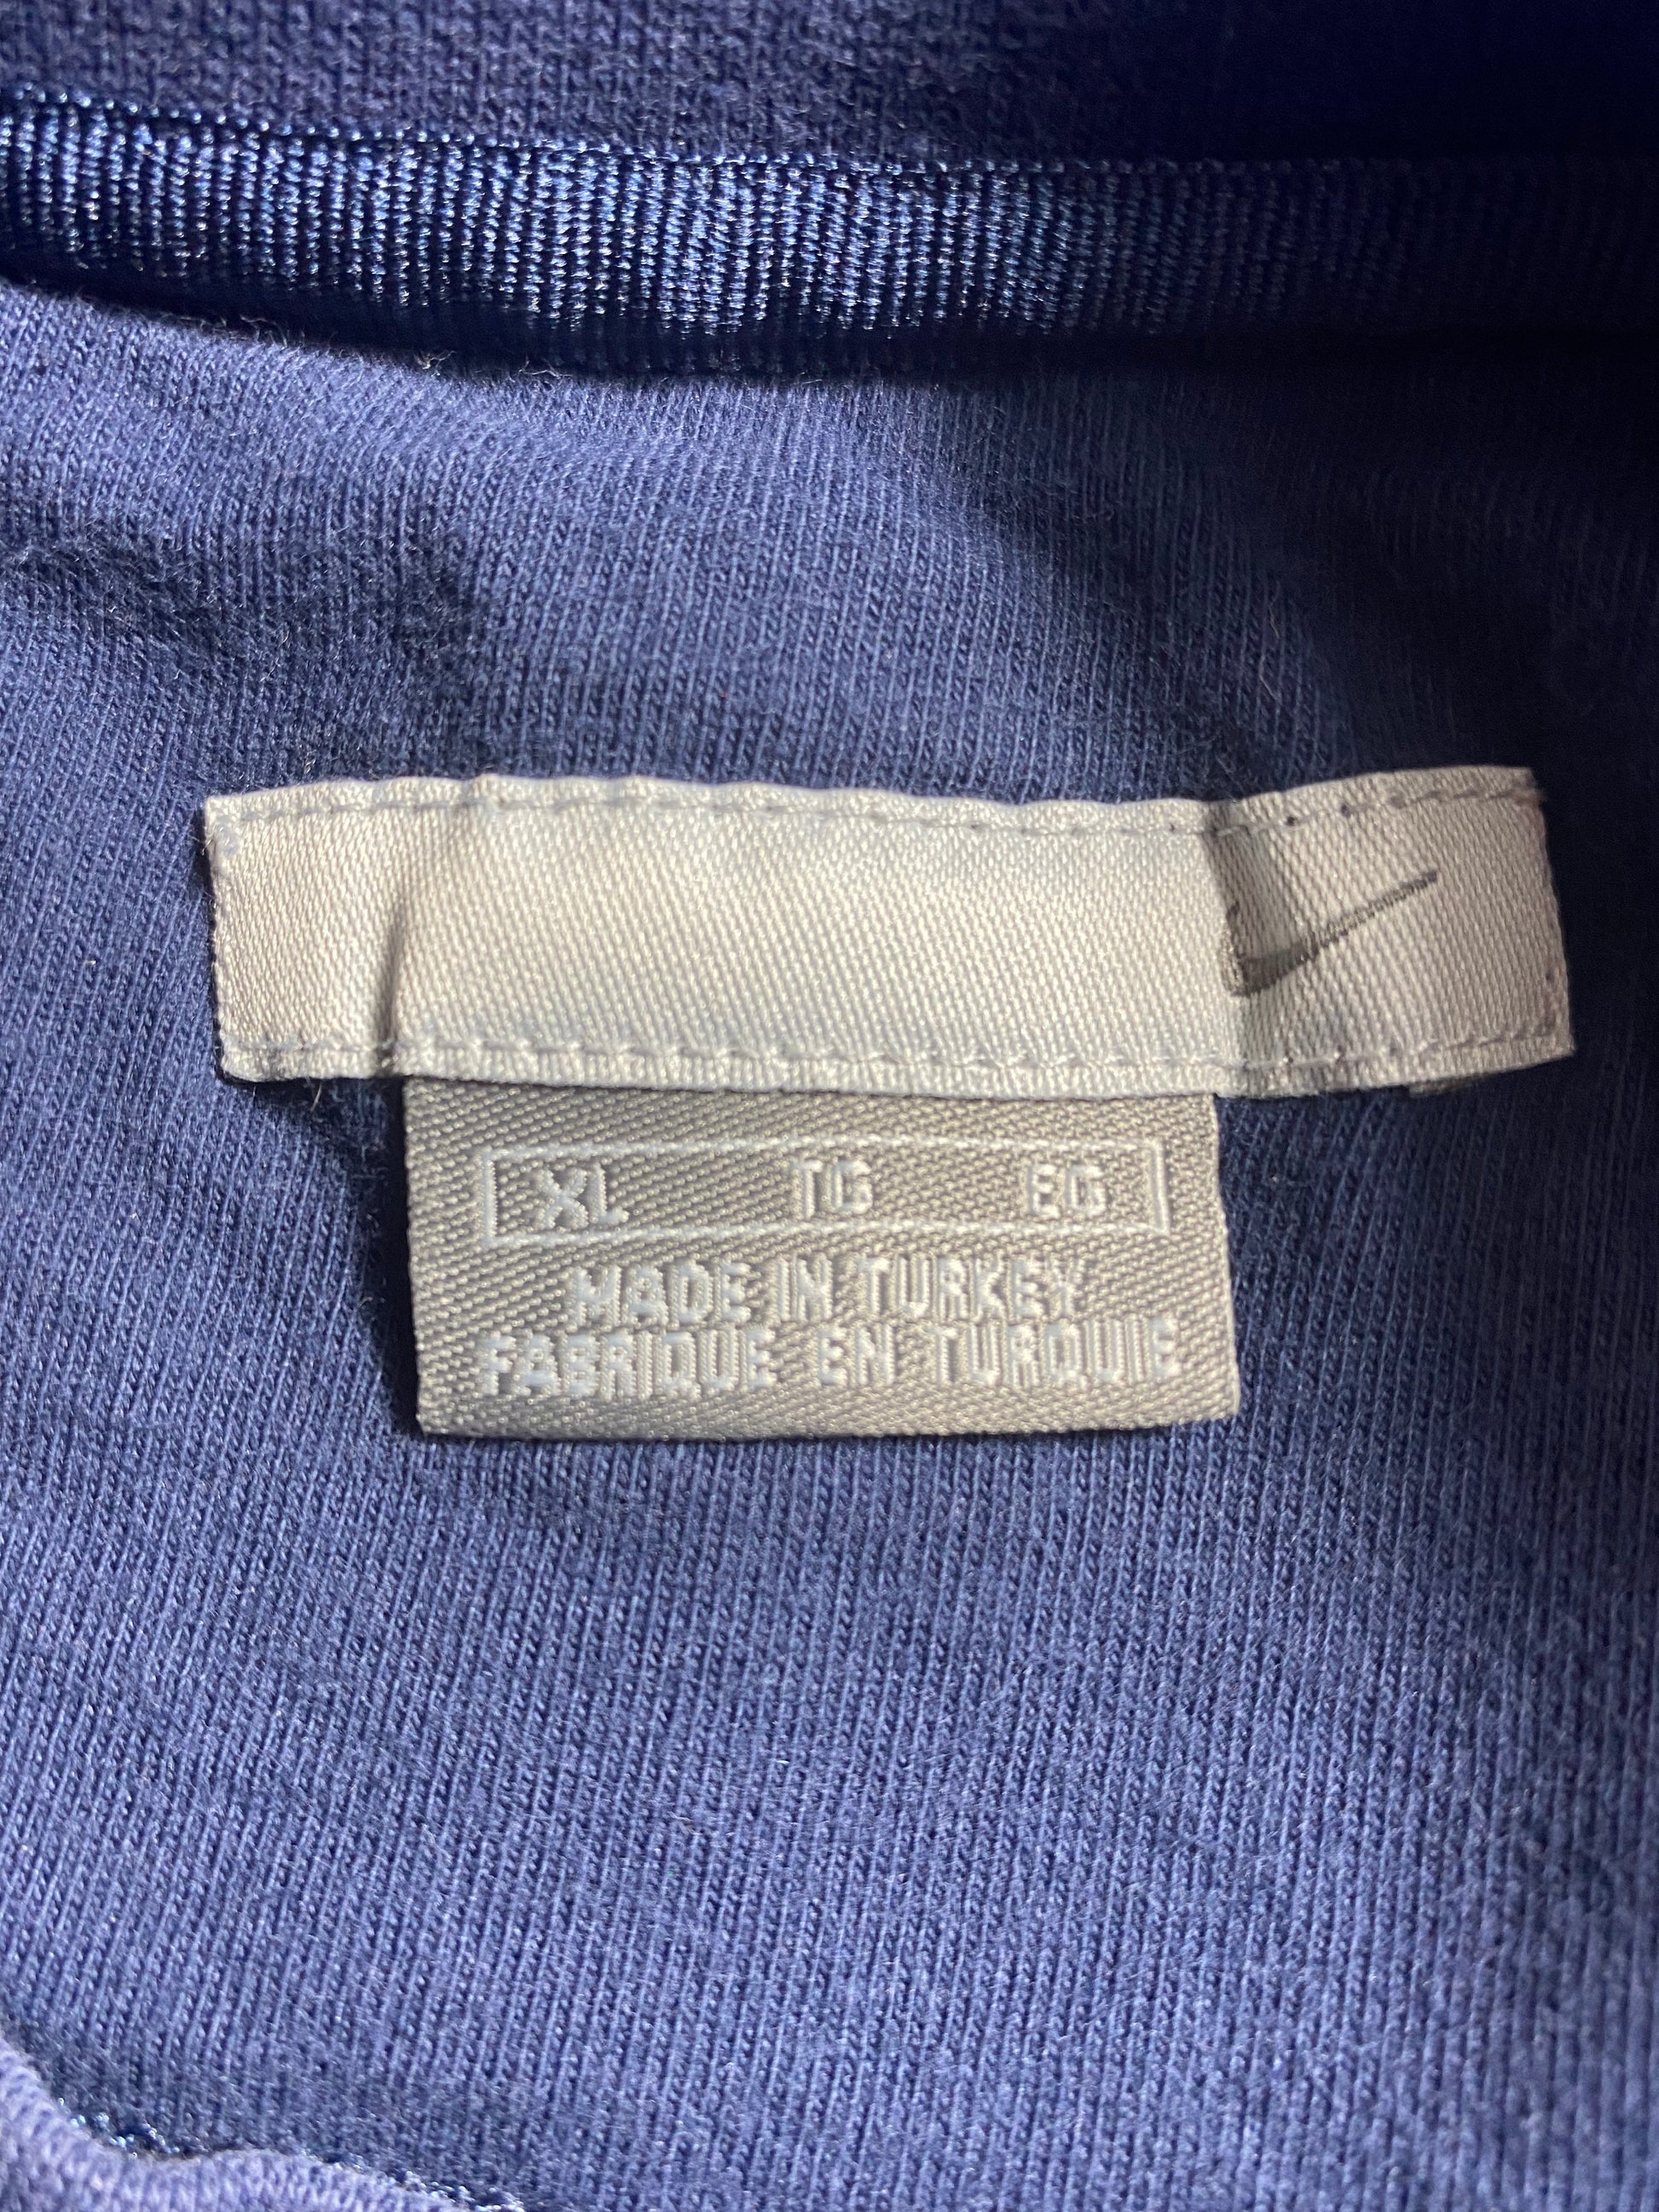 XL TG EG
MADE IN TURKEY
FABRIQUE EN TURQUIE